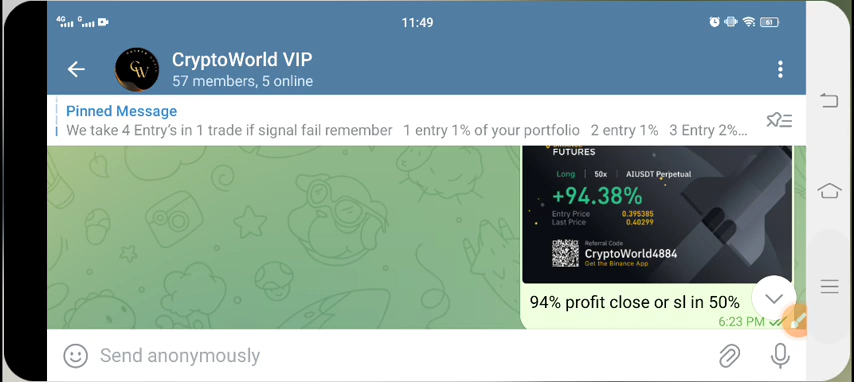 4G G 11:49 61
CryptoWorld VIP
57 members, 5 online
Pinned Message
We take 4 Entry's in 1 trade if signal fail remember 1 entry 1% of your portfolio 2 entry 1% 3 Entry 2%...
FUTURES
Long | 50x | AIUSDT Perpetual
+94.38%
Entry Price 0.395385
Last Price 0.40299
Referral Code
CryptoWorld4884
Get the Binance App
94% profit close or sl in 50%
6:23 PM
Send anonymously